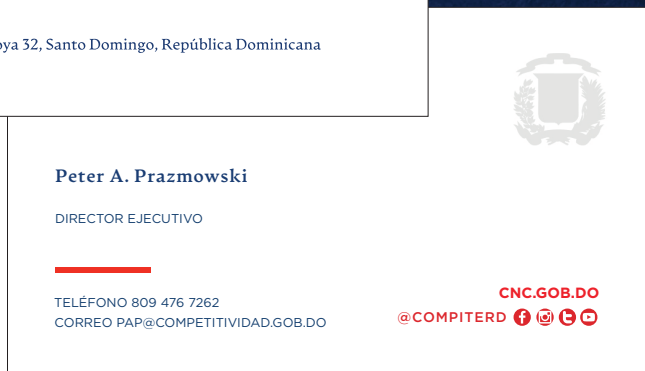 32, Santo Domingo, República Dominicana
Peter A. Prazmowski
DIRECTOR EJECUTIVO
TELÉFONO 809 476 7262
CORREO PAP@COMPETITIVIDAD.GOB.DO
CNC.GOB.DO
@COMPITERD